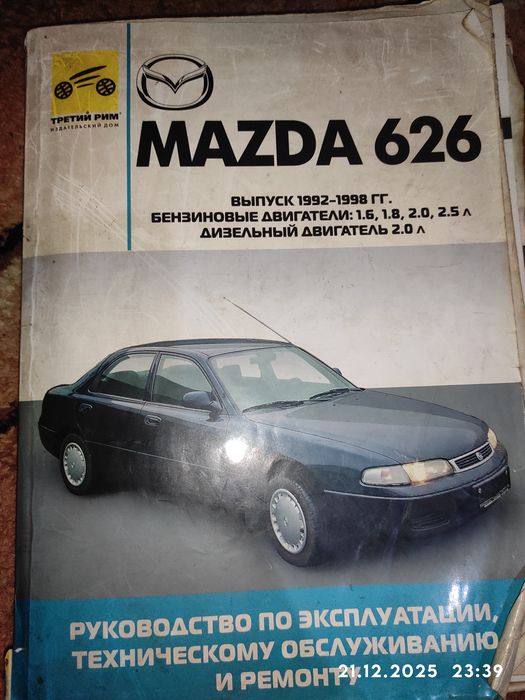 ТРЕТИЙ РИМ
ИЗДАТЕЛЬСКИЙ ДОМ
MAZDA 626
ВЫПУСК 1992-1998 ГГ.
БЕНЗИНОВЫЕ ДВИГАТЕЛИ: 1.6, 1.8, 2.0, 2.5 Л
ДИЗЕЛЬНЫЙ ДВИГАТЕЛЬ 2.0 Л
РУКОВОДСТВО ПО ЭКСПЛУАТАЦИИ,
ТЕХНИЧЕСКОМУ ОБСЛУЖИВАНИЮ
И РЕМОНТУ
21.12.2025 23:39